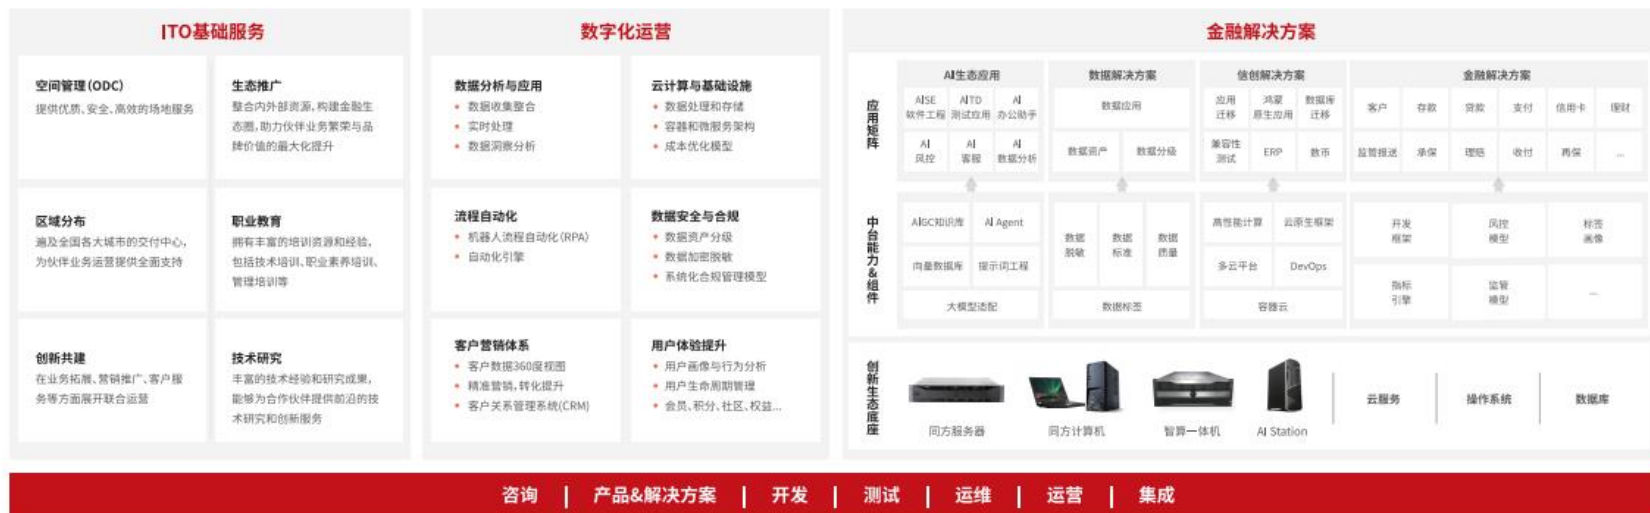 ITO基础服务
空间管理(ODC)
提供优质、安全、高效的场地服务
生态推广
整合内外部资源,构建金融生
态圈,助力伙伴业务繁荣与品
牌价值的最大化提升
区域分布
遍及全国各大城市的交付中心,
为伙伴业务运营提供全面支持
职业教育
拥有丰富的培训资源和经验,
包括技术培训、职业素养培训、
管理培训等
创新共建
在业务拓展、营销推广、客户服
务等方面展开联合运营
技术研究
丰富的技术经验和研究成果,
能够为合作伙伴提供前沿的技
术研究和创新服务
数字化运营
数据分析与应用
• 数据收集整合
• 实时处理
• 数据洞察分析
云计算与基础设施
• 数据处理和存储
• 容器和微服务架构
• 成本优化模型
流程自动化
• 机器人流程自动化(RPA)
• 自动化引擎
数据安全与合规
• 数据资产分级
• 数据加密脱敏
• 系统化合规管理模型
客户营销体系
• 客户数据360度视图
• 精准营销,转化提升
• 客户关系管理系统(CRM)
用户体验提升
• 用户画像与行为分析
• 用户生命周期管理
• 会员、积分、社区、权益...
金融解决方案
应用矩阵
AI生态应用
AISE
软件工程
AITD
测试应用
AI
办公助手
AI
风控
AI
客服
AI
数据分析
数据解决方案
数据应用
数据资产
数据分级
信创解决方案
应用
迁移
鸿蒙
原生应用
数据库
迁移
兼容性
测试
ERP
数币
金融解决方案
客户
存款
贷款
支付
信用卡
理财
监管报送
承保
理赔
收付
再保
...
中台能力&组件
AIGC知识库
AI Agent
向量数据库
提示词工程
大模型适配
数据
脱敏
数据
标准
数据
质量
数据标签
高性能计算
云原生框架
多云平台
DevOps
容器云
开发
框架
风控
模型
标签
画像
指标
引擎
监管
模型
...
创新生态底座
同方服务器
同方计算机
智算一体机
AI Station
云服务
操作系统
数据库
咨询 | 产品&解决方案 | 开发 | 测试 | 运维 | 运营 | 集成